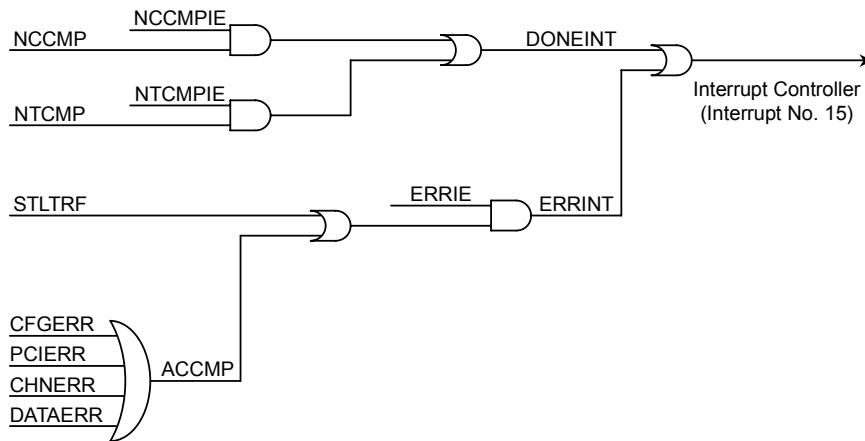 NCCMPIE
NCCMP
DONEINT
NTCMPIE
NTCMP
Interrupt Controller
(Interrupt No. 15)
STLTRF
ERRIE
ERRINT
CFGERR
PCIERR
ACCMP
CHNERR
DATAERR